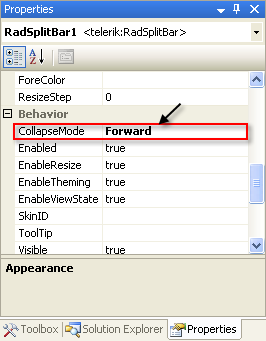 Properties
RadSplitBar1 <telerik:RadSplitBar>
ForeColor
ResizeStep 0
Behavior
CollapseMode Forward
Enabled true
EnableResize true
EnableTheming true
EnableViewState true
SkinID
ToolTip
Visible true
Appearance
Toolbox Solution Explorer Properties